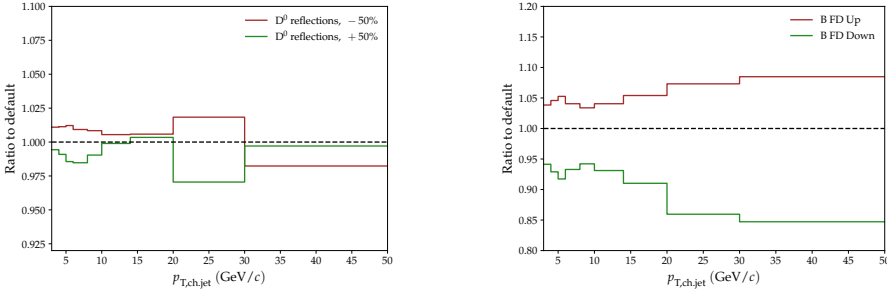 1.100
1.075
1.050
1.025
1.000
0.975
0.950
0.925
Ratio to default
D⁰ reflections, − 50%
D⁰ reflections, + 50%
5 10 15 20 25 30 35 40 45 50
p_T,ch.jet (GeV/c)
1.20
1.15
1.10
1.05
1.00
0.95
0.90
0.85
0.80
Ratio to default
B FD Up
B FD Down
5 10 15 20 25 30 35 40 45 50
p_T,ch.jet (GeV/c)